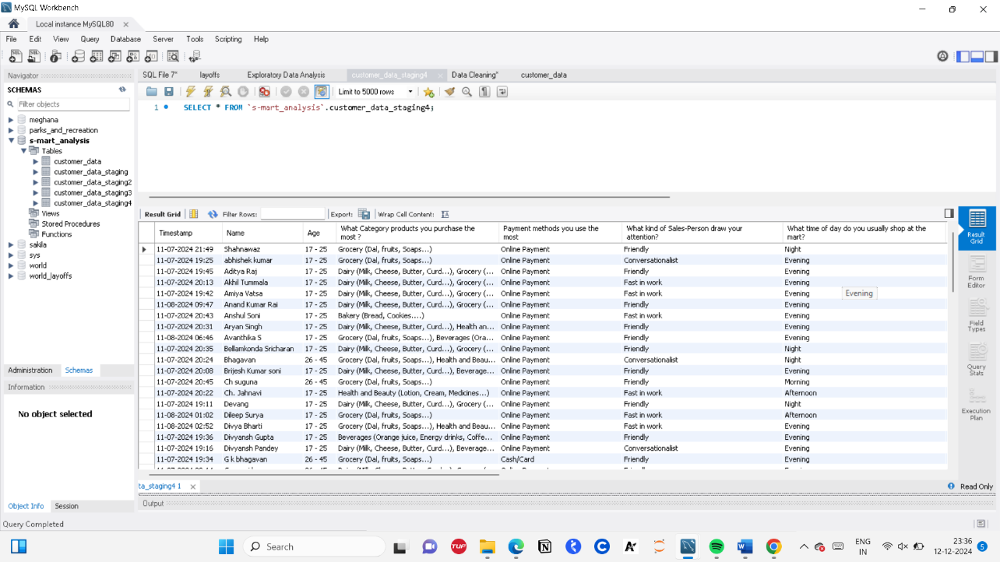 MySQL Workbench
Local instance MySQL80
File Edit View Query Database Server Tools Scripting Help
Navigator
SCHEMAS
Filter objects
meghana
parks_and_recreation
s-mart_analysis
Tables
customer_data
customer_data_staging
customer_data_staging2
customer_data_staging3
customer_data_staging4
Views
Stored Procedures
Functions
sakila
sys
world
world_layoffs
Administration Schemas
Information
No object selected
Object Info Session
SQL File 7* layoffs Exploratory Data Analysis customer_data_staging4 Data Cleaning* customer_data
Limit to 5000 rows
1 SELECT * FROM `s-mart_analysis`.customer_data_staging4;
Result Grid Filter Rows: Export: Wrap Cell Content:
Timestamp Name Age What Category products you purchase the most ? Payment methods you use the most What kind of Sales-Person draw your attention? What time of day do you usually shop at the mart?
11-07-2024 21:49 Shahnawaz 17 - 25 Grocery (Dal, fruits, Soaps...) Online Payment Friendly Night
11-07-2024 19:25 abhishek kumar 17 - 25 Grocery (Dal, fruits, Soaps...) Online Payment Conversationalist Evening
11-07-2024 19:45 Aditya Raj 17 - 25 Dairy (Milk, Cheese, Butter, Curd...), Grocery (... Online Payment Friendly Evening
11-07-2024 20:13 Akhil Tummala 17 - 25 Dairy (Milk, Cheese, Butter, Curd...), Grocery (... Online Payment Fast in work Evening
11-07-2024 19:42 Amiya Vatsa 17 - 25 Dairy (Milk, Cheese, Butter, Curd...), Grocery (... Online Payment Fast in work Evening
Evening
11-08-2024 09:47 Anand Kumar Rai 17 - 25 Dairy (Milk, Cheese, Butter, Curd...), Grocery (... Online Payment Friendly Evening
11-07-2024 20:43 Anshul Soni 17 - 25 Bakery (Bread, Cookies....) Online Payment Fast in work Evening
11-07-2024 20:31 Aryan Singh 17 - 25 Dairy (Milk, Cheese, Butter, Curd...), Health an... Online Payment Friendly Evening
11-08-2024 06:46 Avanthika S 17 - 25 Grocery (Dal, fruits, Soaps...), Beverages (Ora... Online Payment Friendly Evening
11-07-2024 20:35 Bellamkonda Sricharan 17 - 25 Dairy (Milk, Cheese, Butter, Curd...), Grocery (... Online Payment Friendly Night
11-07-2024 20:24 Bhagavan 26 - 45 Grocery (Dal, fruits, Soaps...), Health and Beau... Online Payment Conversationalist Night
11-07-2024 20:08 Brijesh Kumar soni 17 - 25 Dairy (Milk, Cheese, Butter, Curd...), Beverage... Online Payment Friendly Evening
11-07-2024 20:45 Ch suguna 26 - 45 Grocery (Dal, fruits, Soaps...) Online Payment Friendly Morning
11-07-2024 20:22 Ch. Jahnavi 17 - 25 Health and Beauty (Lotion, Cream, Medicines...) Online Payment Fast in work Afternoon
11-07-2024 19:11 Devang 17 - 25 Dairy (Milk, Cheese, Butter, Curd...), Grocery (... Online Payment Friendly Night
11-08-2024 01:02 Dileep Surya 17 - 25 Grocery (Dal, fruits, Soaps...) Online Payment Fast in work Afternoon
11-08-2024 02:52 Divya Bharti 17 - 25 Grocery (Dal, fruits, Soaps...), Health and Beau... Online Payment Fast in work Evening
11-07-2024 19:36 Divyansh Gupta 17 - 25 Beverages (Orange juice, Energy drinks, Coffe... Online Payment Friendly Evening
11-07-2024 19:16 Divyansh Pandey 17 - 25 Dairy (Milk, Cheese, Butter, Curd...), Beverage... Online Payment Conversationalist Evening
11-07-2024 19:34 G k bhagavan 26 - 45 Grocery (Dal, fruits, Soaps...) Cash/Card Friendly Evening
Result Grid
Form Editor
Field Types
Query Stats
Execution Plan
ta_staging4 1 Read Only
Output
Query Completed
Search TUF ENG IN 23:36 12-12-2024 5